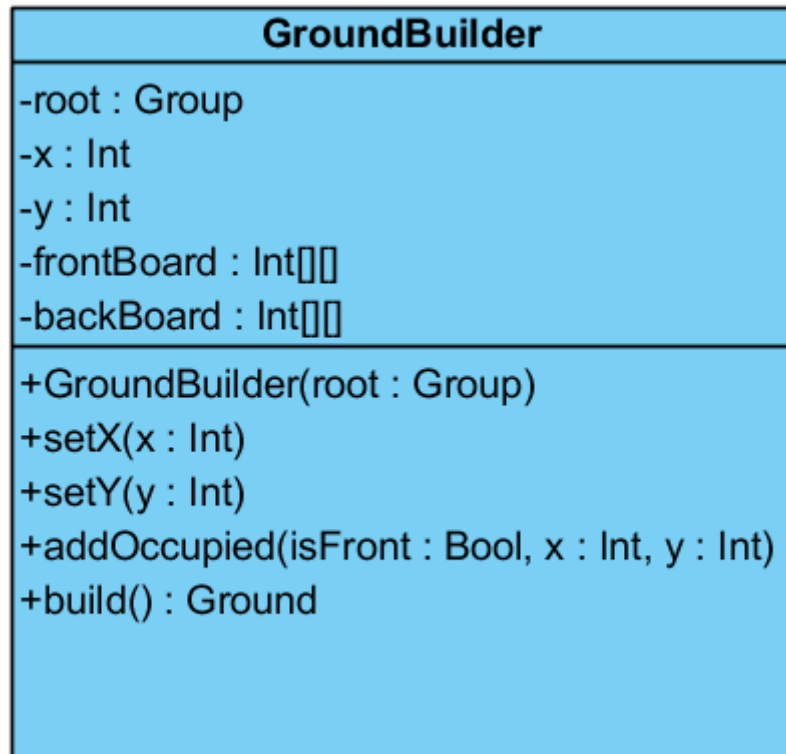 GroundBuilder
-root : Group
-x : Int
-y : Int
-frontBoard : Int[][]
-backBoard : Int[][]
+GroundBuilder(root : Group)
+setX(x : Int)
+setY(y : Int)
+addOccupied(isFront : Bool, x : Int, y : Int)
+build() : Ground